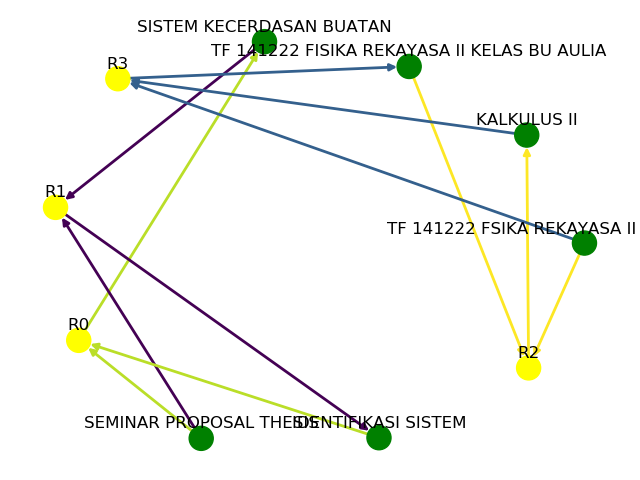 SISTEM KECERDASAN BUATAN
TF 141222 FISIKA REKAYASA II KELAS BU AULIA
R3
KALKULUS II
R1
TF 141222 FSIKA REKAYASA II
R0
R2
SEMINAR PROPOSAL THESIS
IDENTIFIKASI SISTEM